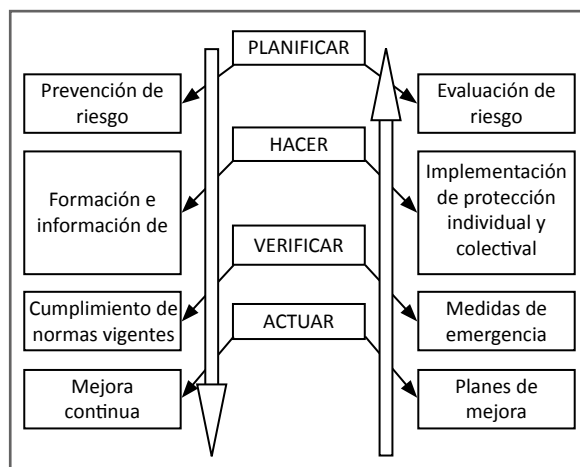 PLANIFICAR
Prevención de
riesgo
Evaluación de
riesgo
HACER
Formación e
información de
Implementación
de protección
individual y
colectival
VERIFICAR
Cumplimiento de
normas vigentes
Medidas de
emergencia
ACTUAR
Mejora
continua
Planes de
mejora